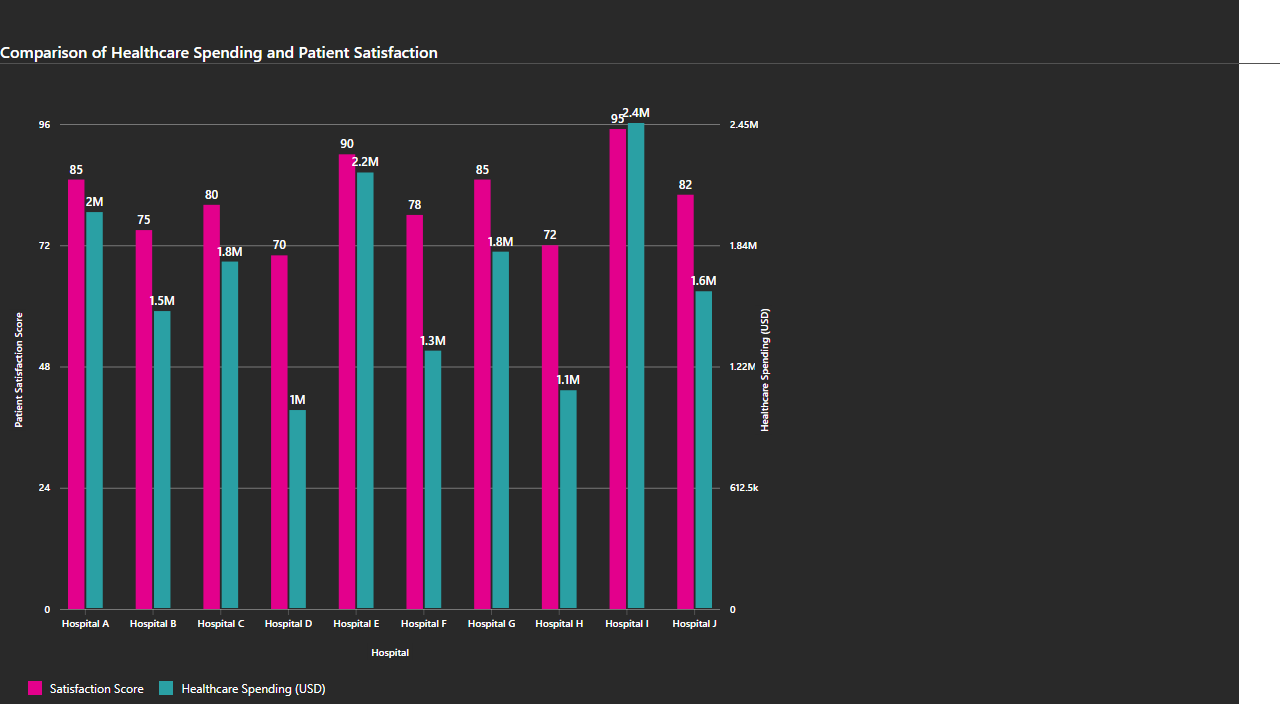 Comparison of Healthcare Spending and Patient Satisfaction
96
72
48
24
0
Patient Satisfaction Score
2.45M
1.84M
1.22M
612.5k
0
Healthcare Spending (USD)
85
2M
75
1.5M
80
1.8M
70
1M
90
2.2M
78
1.3M
85
1.8M
72
1.1M
95
2.4M
82
1.6M
Hospital A Hospital B Hospital C Hospital D Hospital E Hospital F Hospital G Hospital H Hospital I Hospital J
Hospital
Satisfaction Score Healthcare Spending (USD)